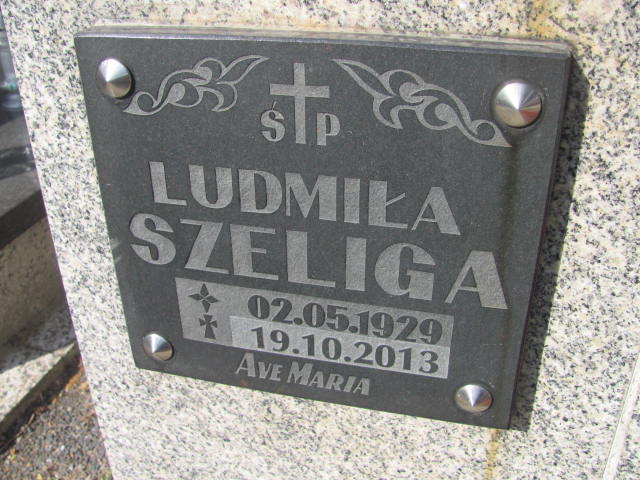 ŚP
LUDMIŁA
SZELIGA
02.05.1929
19.10.2013
AVE MARIA